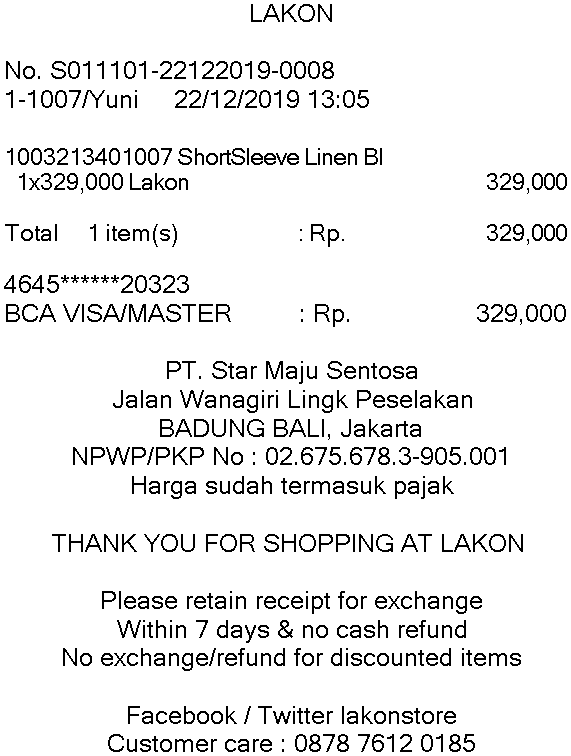 LAKON
No. S011101-22122019-0008
1-1007/Yuni 22/12/2019 13:05
1003213401007 ShortSleeve Linen Bl
1x329,000 Lakon 329,000
Total 1 item(s) : Rp. 329,000
4645******20323
BCA VISA/MASTER : Rp. 329,000
PT. Star Maju Sentosa
Jalan Wanagiri Lingk Peselakan
BADUNG BALI, Jakarta
NPWP/PKP No : 02.675.678.3-905.001
Harga sudah termasuk pajak
THANK YOU FOR SHOPPING AT LAKON
Please retain receipt for exchange
Within 7 days & no cash refund
No exchange/refund for discounted items
Facebook / Twitter lakonstore
Customer care : 0878 7612 0185